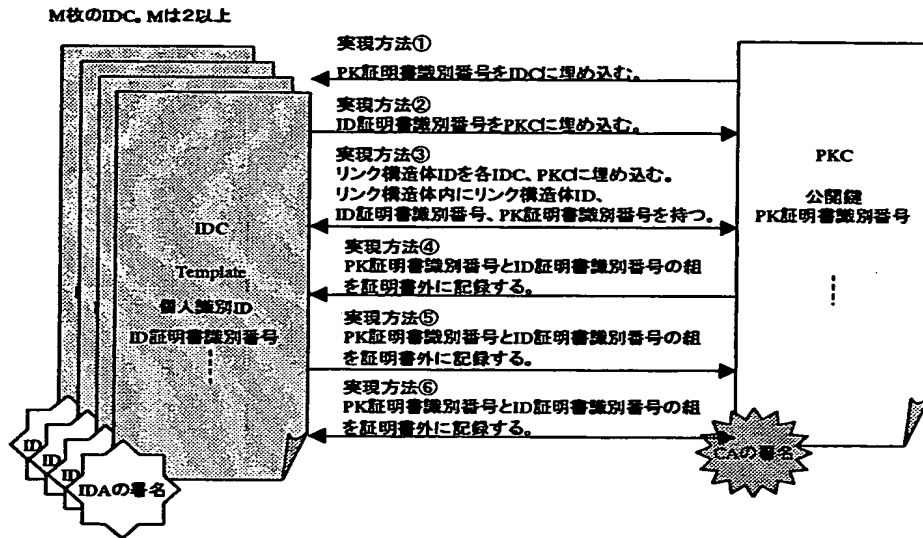 M枚のIDC。Mは2以上
実現方法①
PK証明書識別番号をIDCに埋め込む。
実現方法②
ID証明書識別番号をPKCに埋め込む。
実現方法③
リンク構造体IDを各IDC、PKCに埋め込む。
リンク構造体内にリンク構造体ID、
ID証明書識別番号、PK証明書識別番号を持つ。
実現方法④
PK証明書識別番号とID証明書識別番号の組
を証明書外に記録する。
実現方法⑤
PK証明書識別番号とID証明書識別番号の組
を証明書外に記録する。
実現方法⑥
PK証明書識別番号とID証明書識別番号の組
を証明書外に記録する。
IDC
Template
個人識別ID
ID証明書識別番号
ID
ID
ID
IDAの署名
PKC
公開鍵
PK証明書識別番号
CAの署名